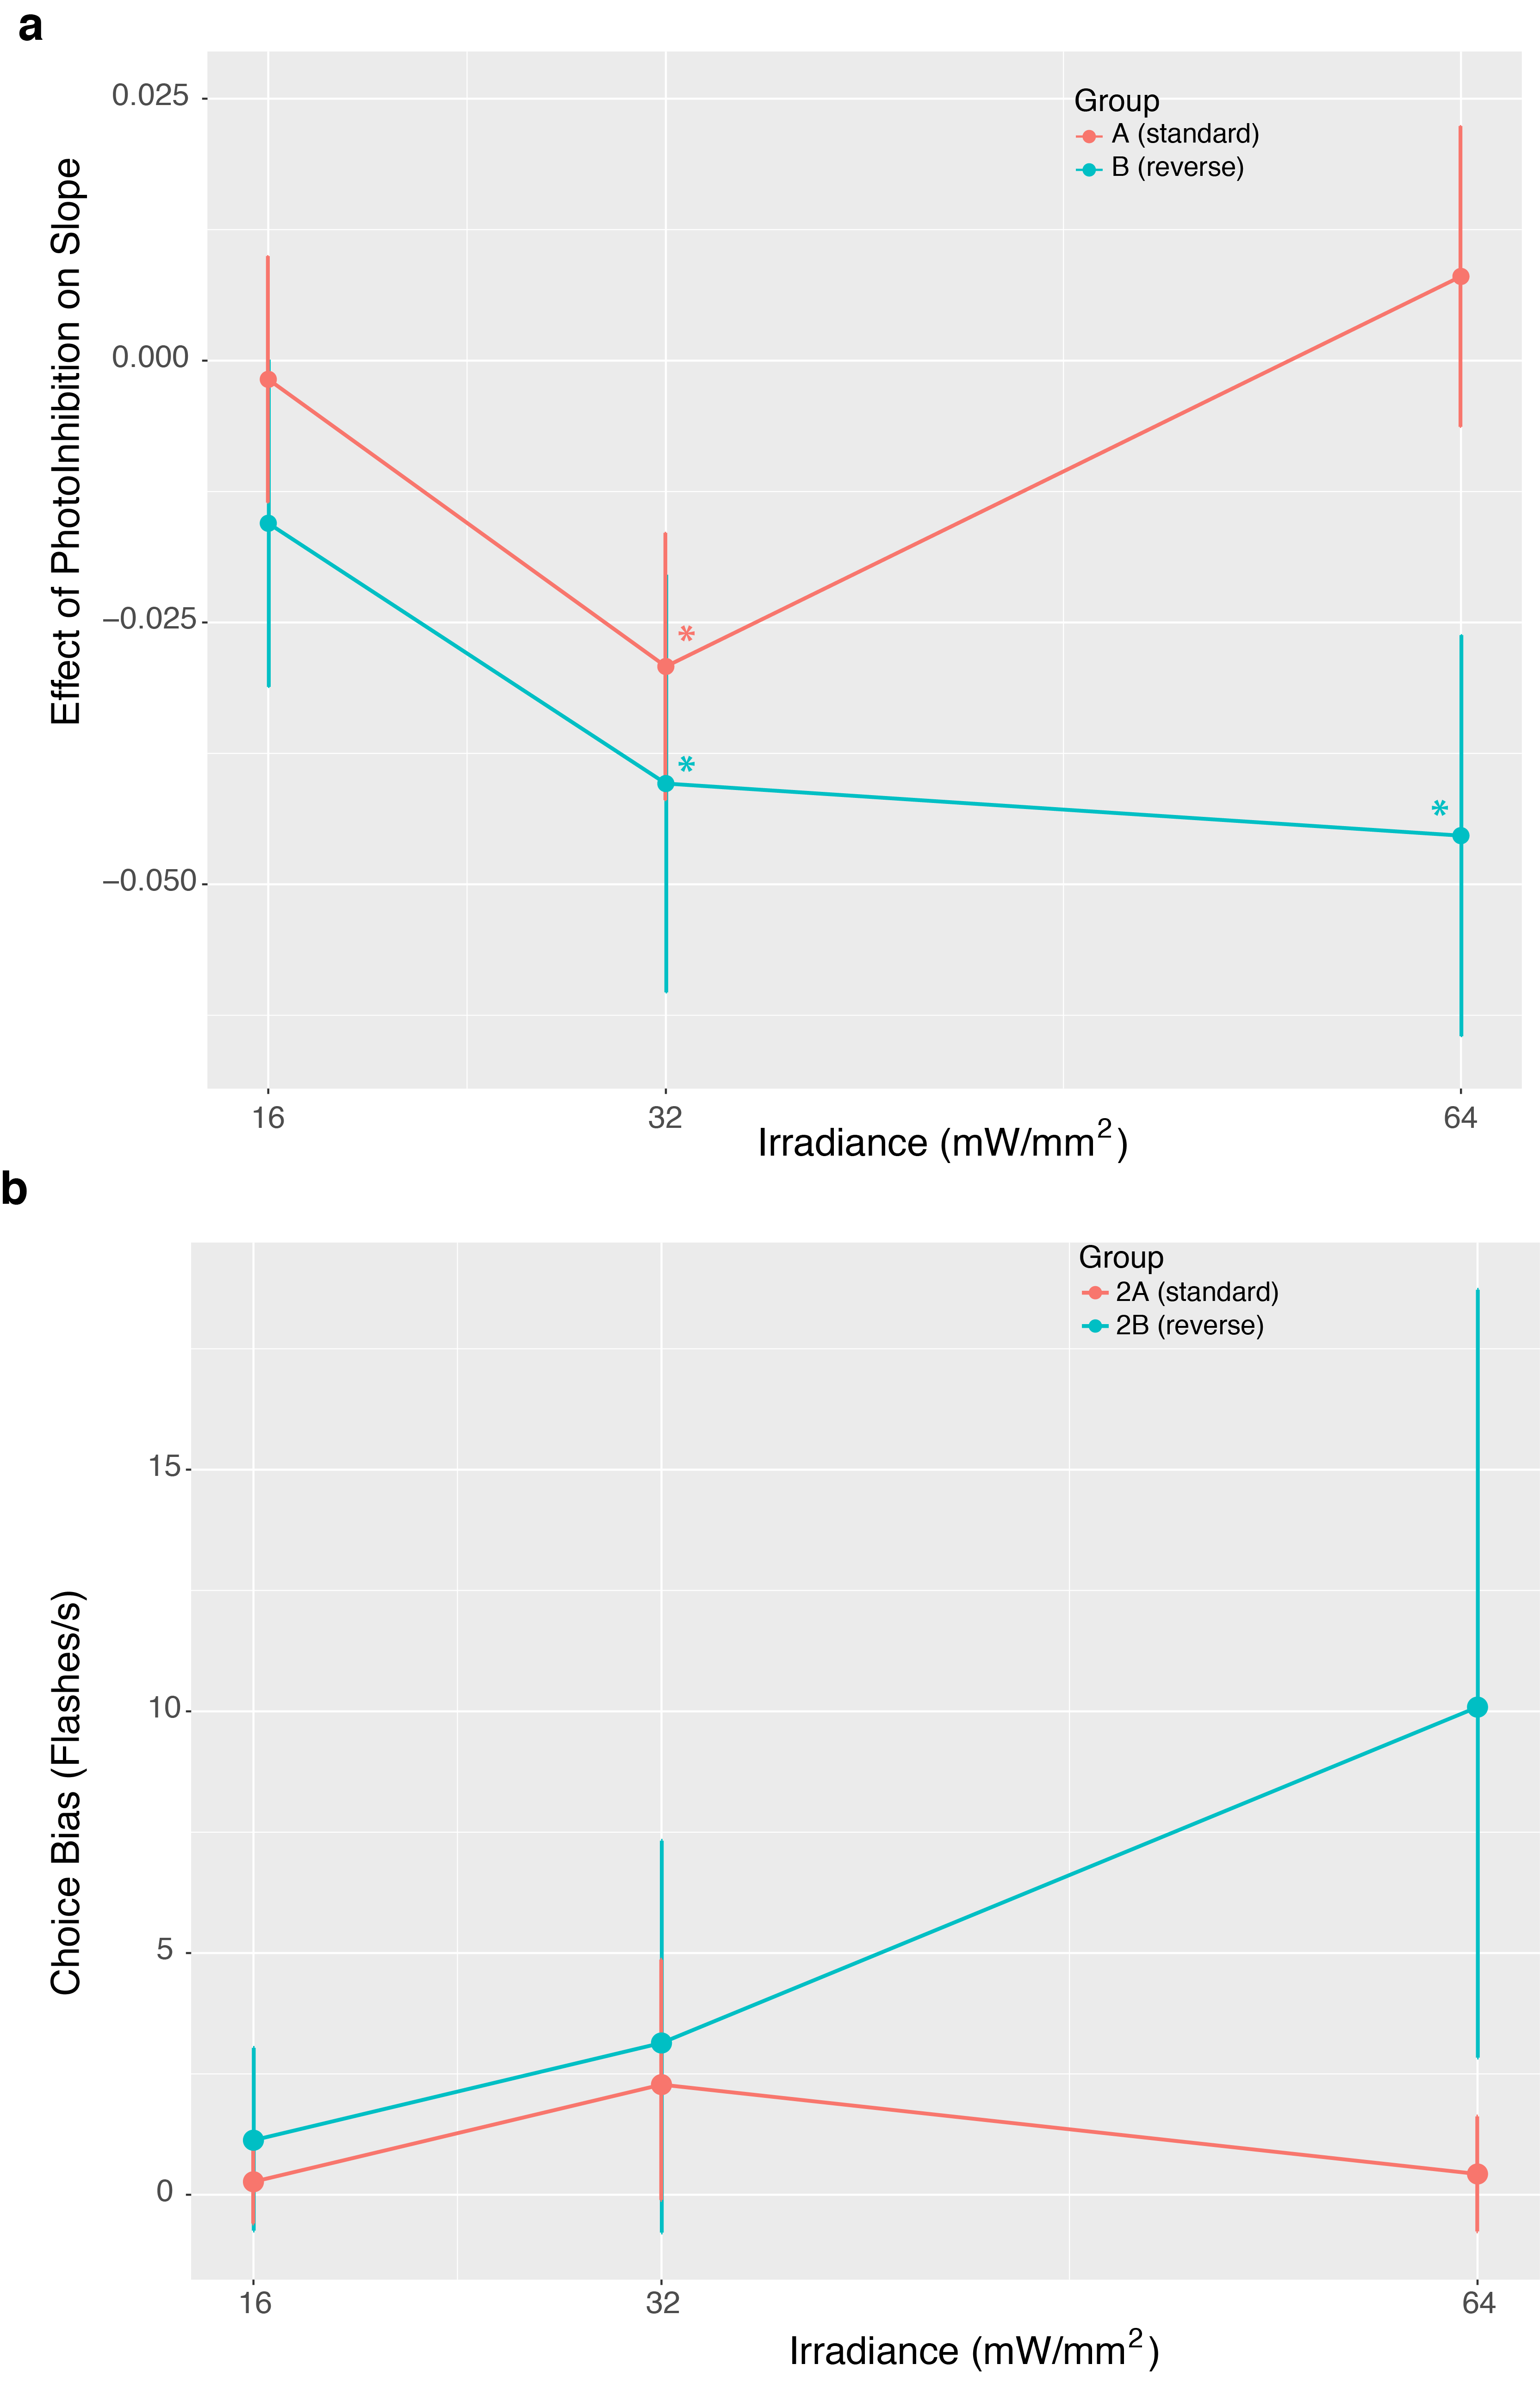 a
Effect of PhotoInhibition on Slope
0.025
0.000
−0.025
−0.050
Group
A (standard)
B (reverse)
*
*
*
16
32
64
Irradiance (mW/mm²)
b
Choice Bias (Flashes/s)
15
10
5
0
Group
2A (standard)
2B (reverse)
16
32
64
Irradiance (mW/mm²)